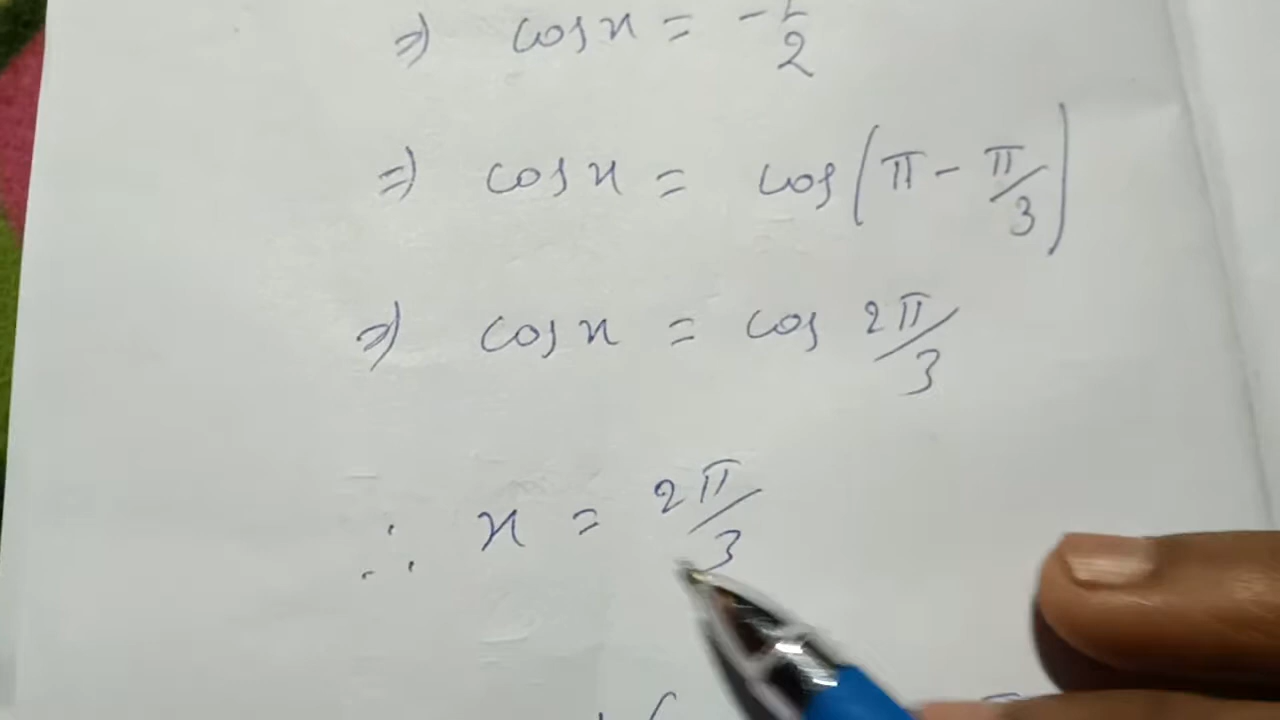 ⇒ cos x = -1/2
⇒ cos x = cos(π - π/3)
⇒ cos x = cos 2π/3
∴ x = 2π/3